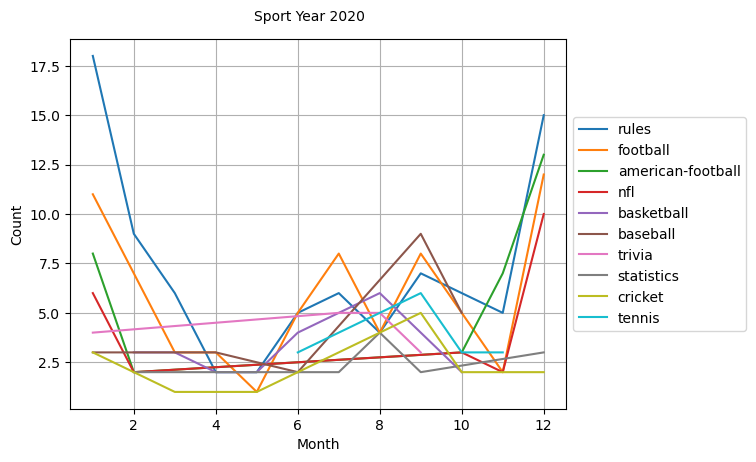 Sport Year 2020
17.5
15.0
12.5
10.0
7.5
5.0
2.5
Count
2 4 6 8 10 12
Month
rules
football
american-football
nfl
basketball
baseball
trivia
statistics
cricket
tennis